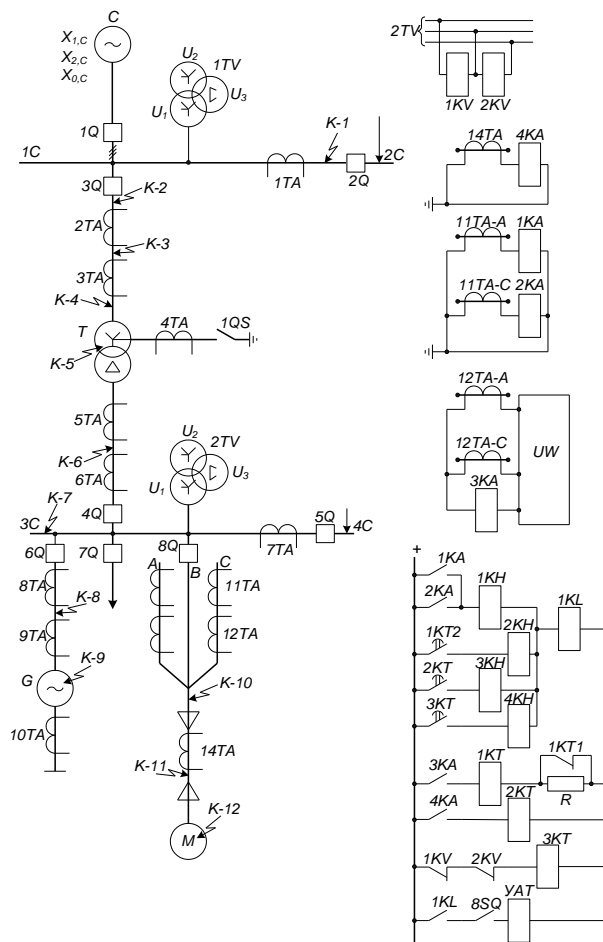 C
X1,C
X2,C
X0,C
U2
1TV
U1
U3
1Q
K-1
1C
2C
1TA
2Q
3Q
K-2
2TA
K-3
3TA
K-4
T
4TA
1QS
K-5
5TA
K-6
6TA
U2
2TV
U1
U3
K-7
4Q
5Q
3C
4C
7TA
6Q
7Q
8Q
A
B
C
8TA
11TA
K-8
9TA
12TA
G
K-9
K-10
10TA
14TA
K-11
K-12
M
2TV
1KV
2KV
14TA
4KA
11TA-A
1KA
11TA-C
2KA
12TA-A
12TA-C
UW
3KA
+
1KA
1KH
1KL
2KA
2KH
1KT2
2KT
3KH
3KT
4KH
1KT1
3KA
1KT
R
4KA
2KT
3KT
1KV
2KV
1KL
8SQ
УАТ